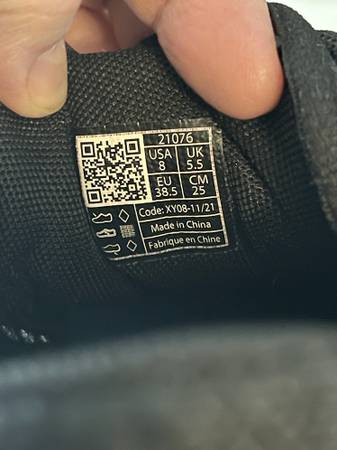 21076
USA UK
8 5.5
EU CM
38.5 25
Code: XY08-11/21
Made in China
Fabriqué en Chine